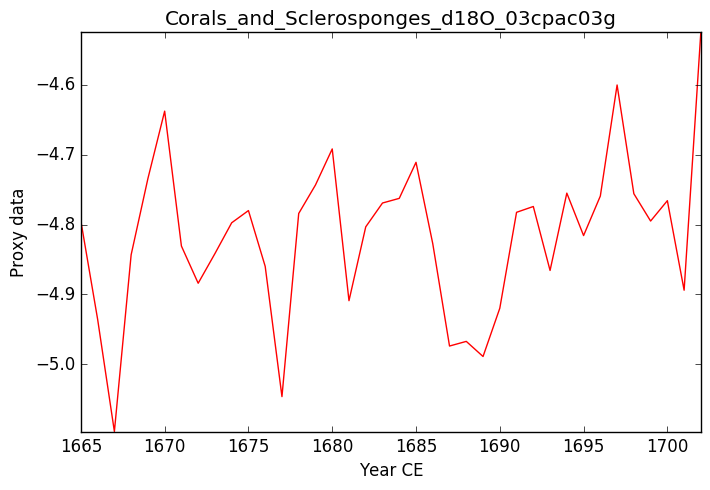 Corals_and_Sclerosponges_d18O_03cpac03g
−4.6
−4.7
−4.8
−4.9
−5.0
Proxy data
1665 1670 1675 1680 1685 1690 1695 1700
Year CE